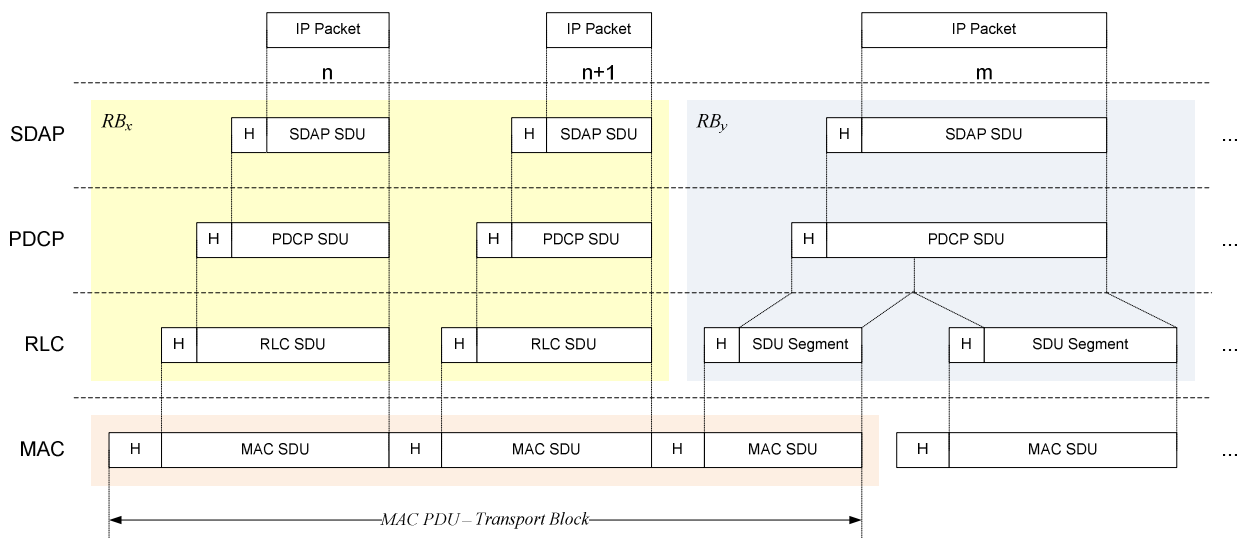 IP Packet IP Packet IP Packet
n n+1 m
RBx RBy
SDAP H SDAP SDU H SDAP SDU H SDAP SDU ...
PDCP H PDCP SDU H PDCP SDU H PDCP SDU ...
RLC H RLC SDU H RLC SDU H SDU Segment H SDU Segment ...
MAC H MAC SDU H MAC SDU H MAC SDU H MAC SDU ...
MAC PDU – Transport Block